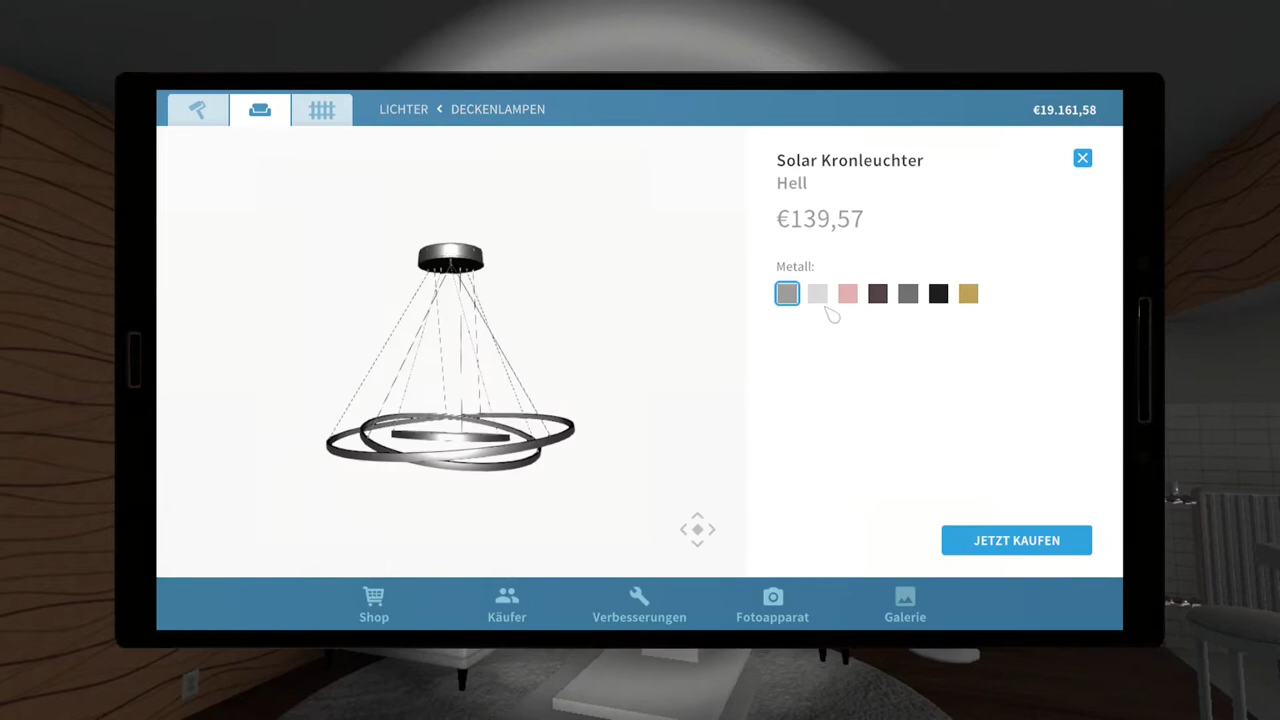 LICHTER < DECKENLAMPEN
€19.161,58
Solar Kronleuchter
Hell
€139,57
Metall:
JETZT KAUFEN
Shop
Käufer
Verbesserungen
Fotoapparat
Galerie